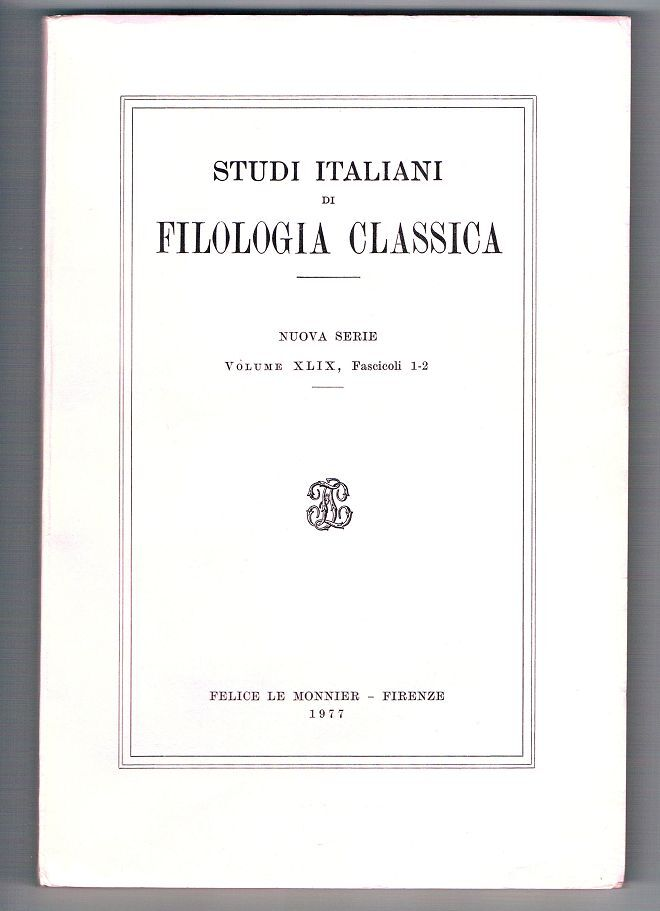 STUDI ITALIANI
DI
FILOLOGIA CLASSICA
NUOVA SERIE
VOLUME XLIX, Fascicoli 1-2
FELICE LE MONNIER – FIRENZE
1977